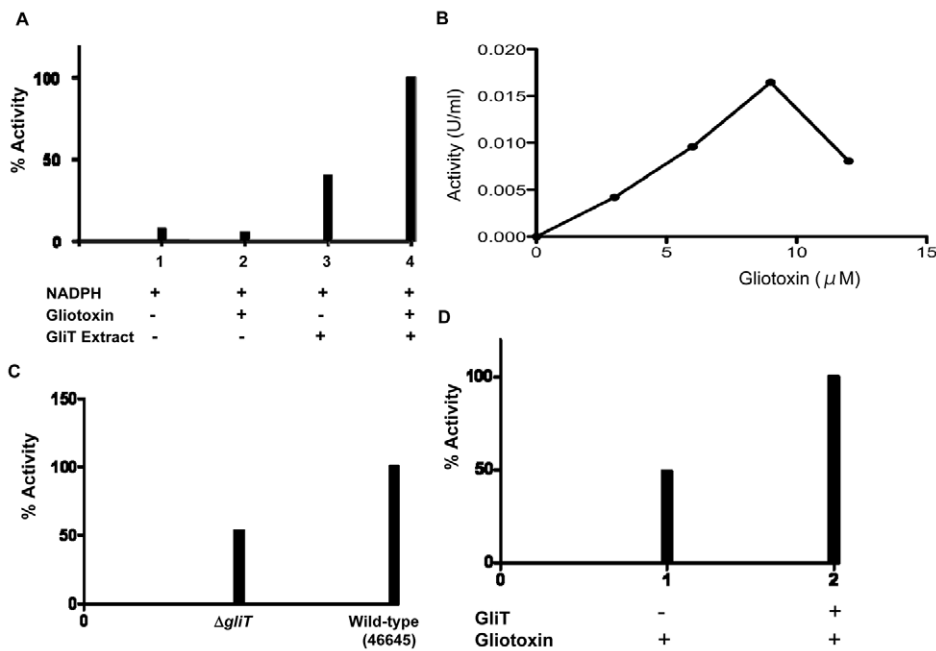 A
% Activity
100
50
0
1 2 3 4
NADPH + + + +
Gliotoxin - + - +
GliT Extract - - + +
B
Activity (U/ml)
0.020
0.015
0.010
0.005
0.000
0 5 10 15
Gliotoxin ( μ M)
C
% Activity
150
100
50
0
0 ΔgliT Wild-type
(46645)
D
% Activity
100
50
0
0 1 2
GliT - +
Gliotoxin + +